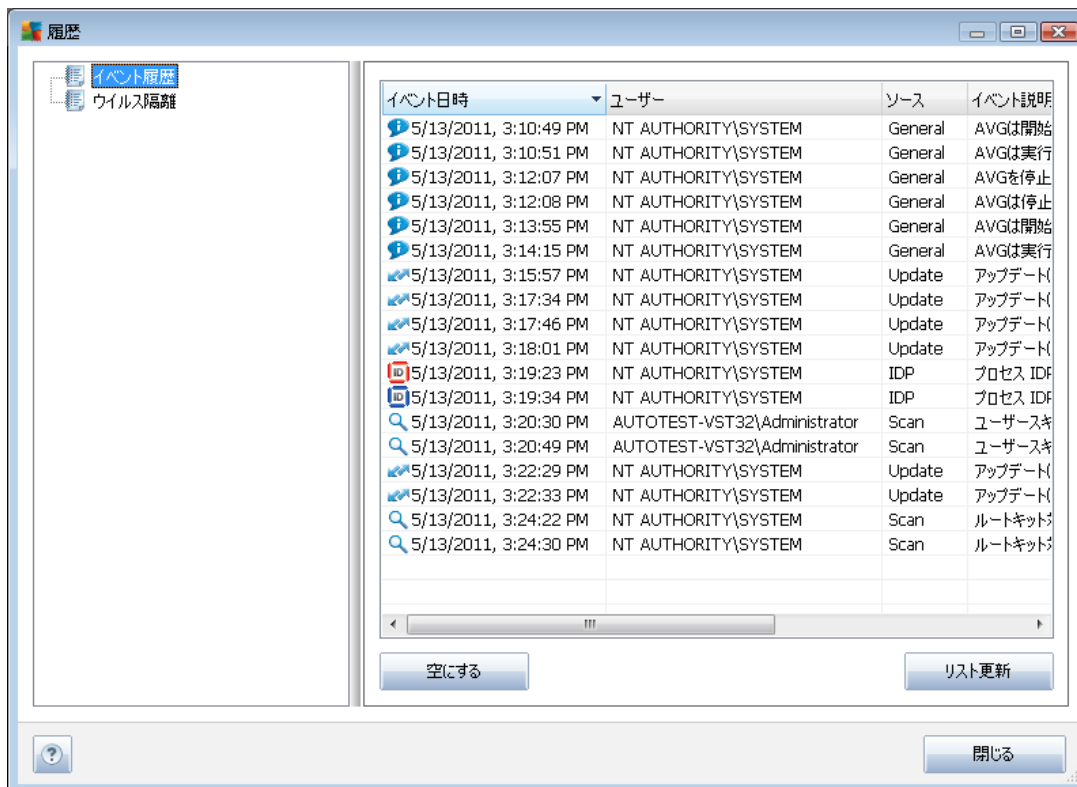 履歴
イベント履歴
ウイルス隔離
イベント日時 ユーザー ソース イベント説明
5/13/2011, 3:10:49 PM NT AUTHORITY\SYSTEM General AVGは開始
5/13/2011, 3:10:51 PM NT AUTHORITY\SYSTEM General AVGは実行
5/13/2011, 3:12:07 PM NT AUTHORITY\SYSTEM General AVGを停止
5/13/2011, 3:12:08 PM NT AUTHORITY\SYSTEM General AVGは停止
5/13/2011, 3:13:55 PM NT AUTHORITY\SYSTEM General AVGは開始
5/13/2011, 3:14:15 PM NT AUTHORITY\SYSTEM General AVGは実行
5/13/2011, 3:15:57 PM NT AUTHORITY\SYSTEM Update アップデート
5/13/2011, 3:17:34 PM NT AUTHORITY\SYSTEM Update アップデート
5/13/2011, 3:17:46 PM NT AUTHORITY\SYSTEM Update アップデート
5/13/2011, 3:18:01 PM NT AUTHORITY\SYSTEM Update アップデート
ID 5/13/2011, 3:19:23 PM NT AUTHORITY\SYSTEM IDP プロセス IDP
ID 5/13/2011, 3:19:34 PM NT AUTHORITY\SYSTEM IDP プロセス IDP
5/13/2011, 3:20:30 PM AUTOTEST-VST32\Administrator Scan ユーザースキ
5/13/2011, 3:20:49 PM AUTOTEST-VST32\Administrator Scan ユーザースキ
5/13/2011, 3:22:29 PM NT AUTHORITY\SYSTEM Update アップデート
5/13/2011, 3:22:33 PM NT AUTHORITY\SYSTEM Update アップデート
5/13/2011, 3:24:22 PM NT AUTHORITY\SYSTEM Scan ルートキット
5/13/2011, 3:24:30 PM NT AUTHORITY\SYSTEM Scan ルートキット
空にする リスト更新
? 閉じる